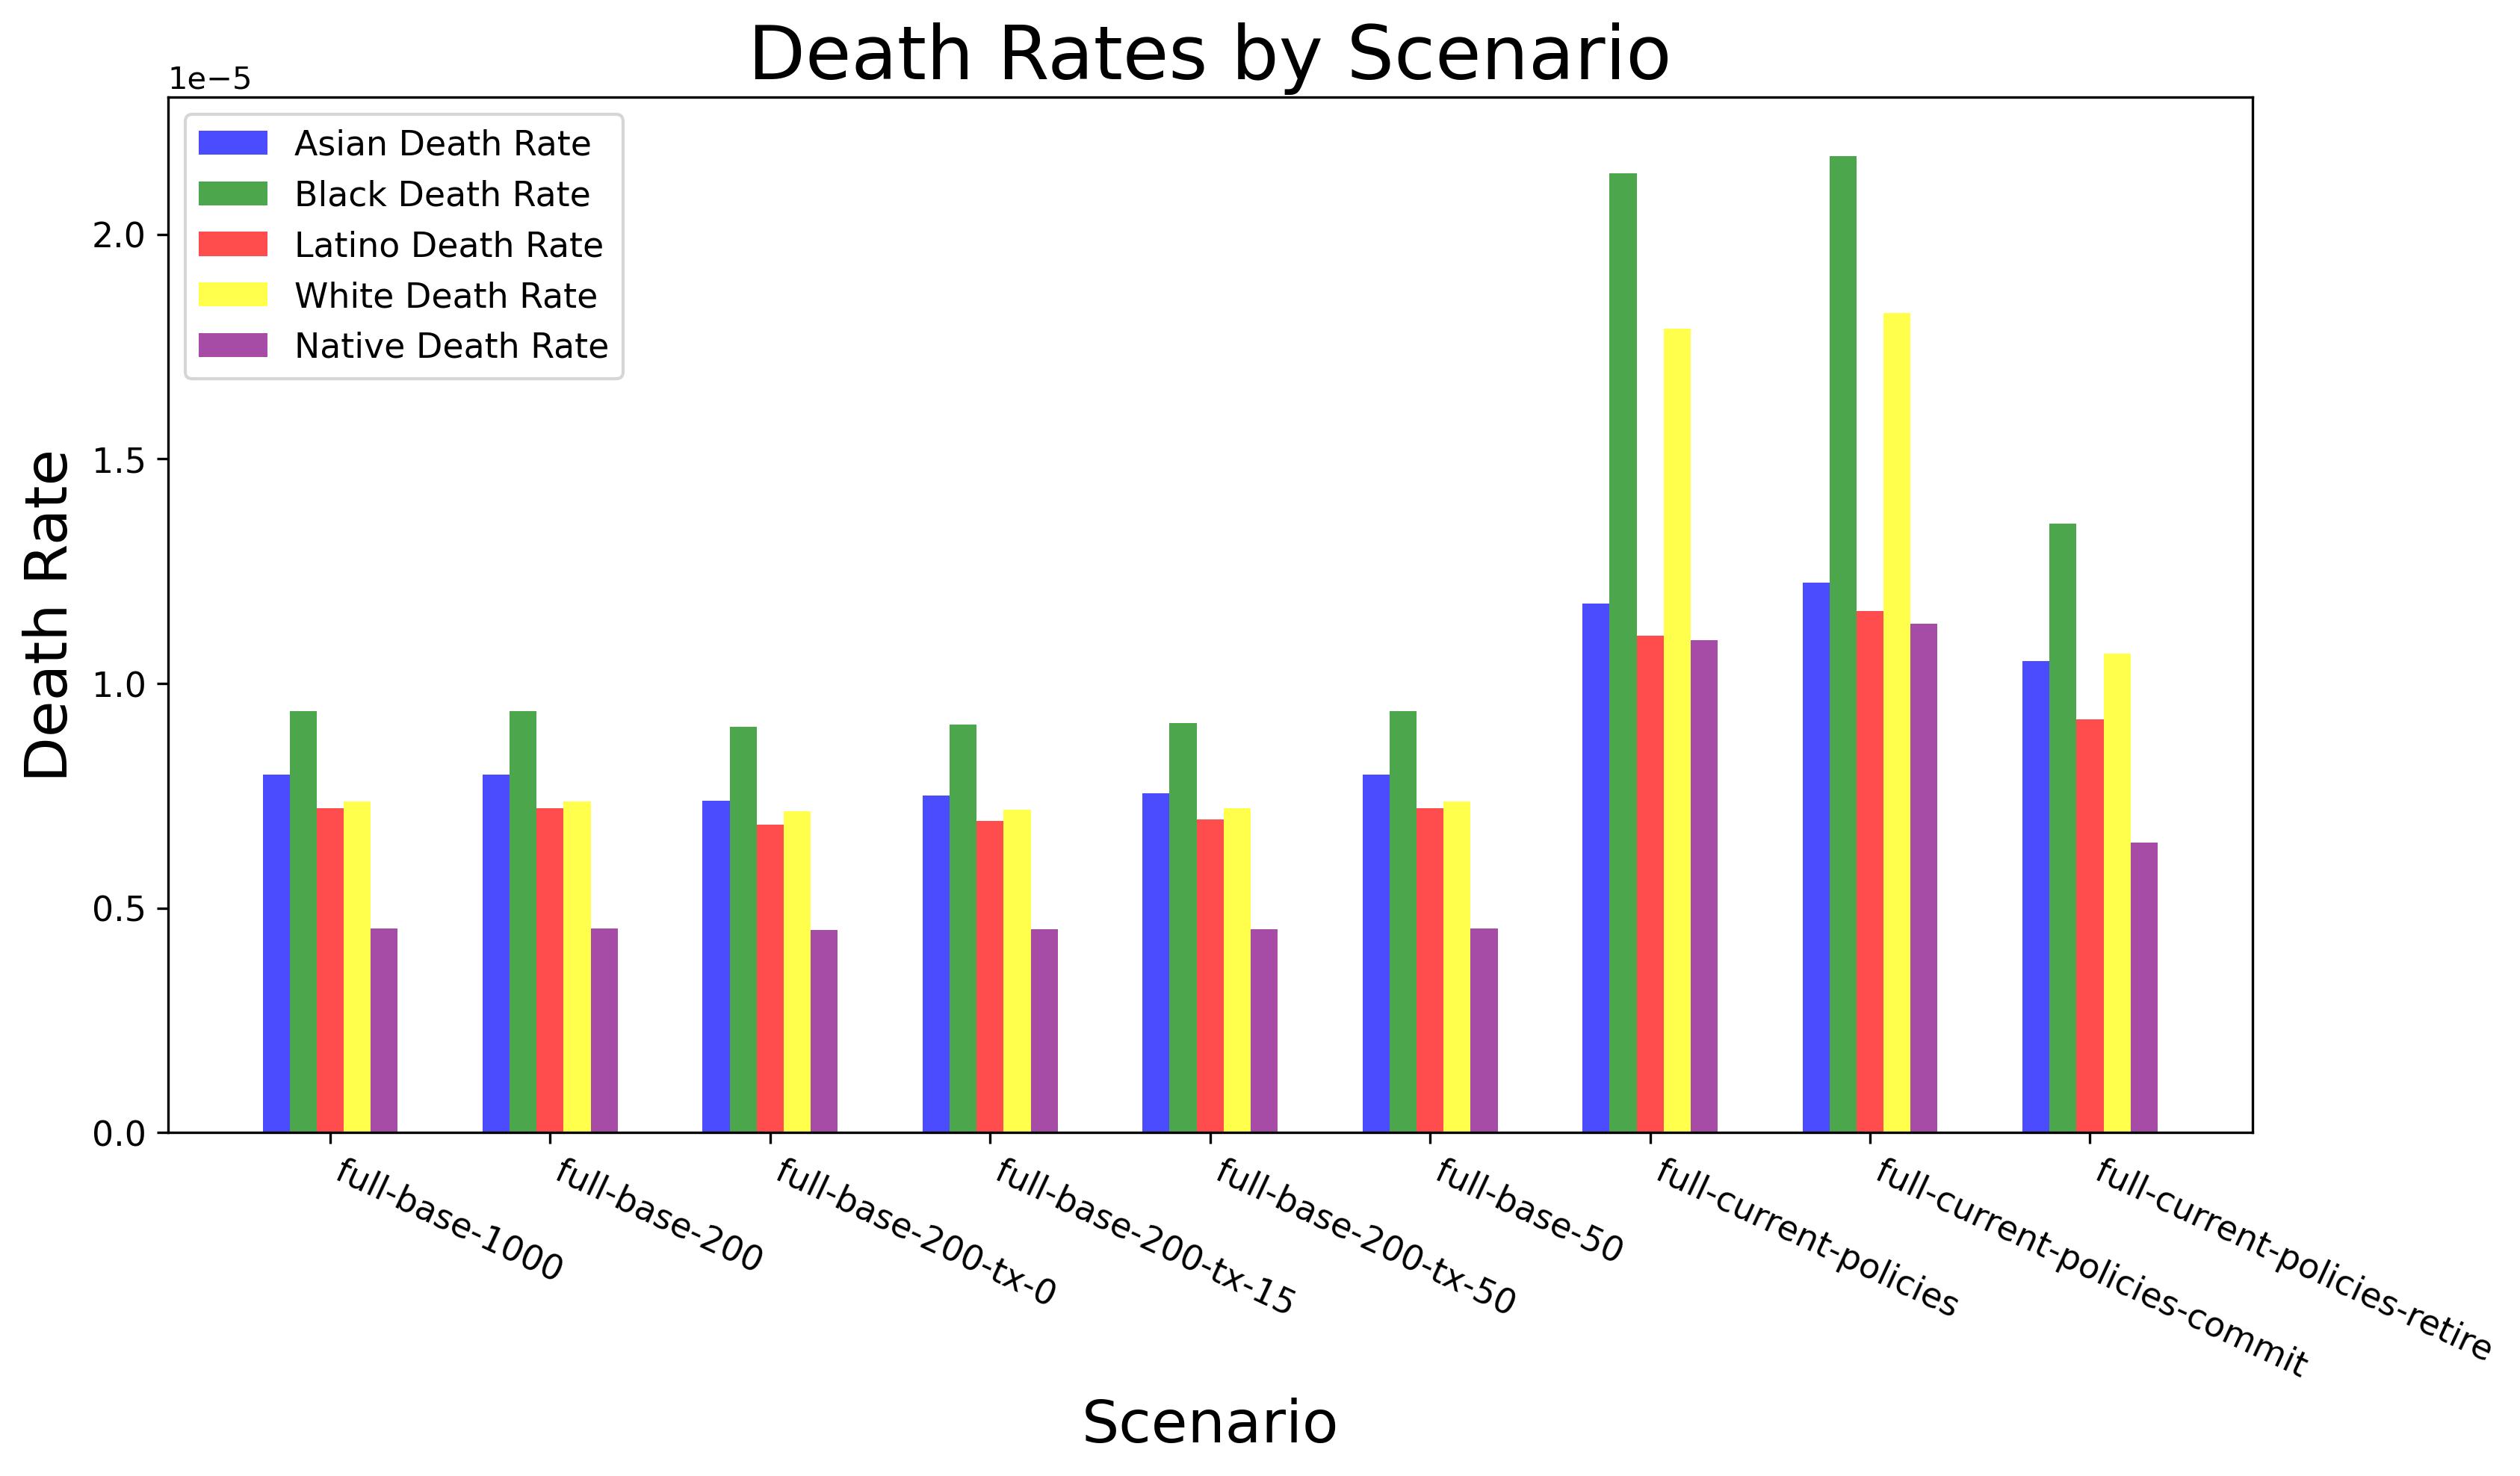 Death Rates by Scenario
1e−5
Asian Death Rate
Black Death Rate
Latino Death Rate
White Death Rate
Native Death Rate
Death Rate
2.0
1.5
1.0
0.5
0.0
full-base-1000
full-base-200
full-base-200-tx-0
full-base-200-tx-15
full-base-200-tx-50
full-base-50
full-current-policies
full-current-policies-commit
full-current-policies-retire
Scenario